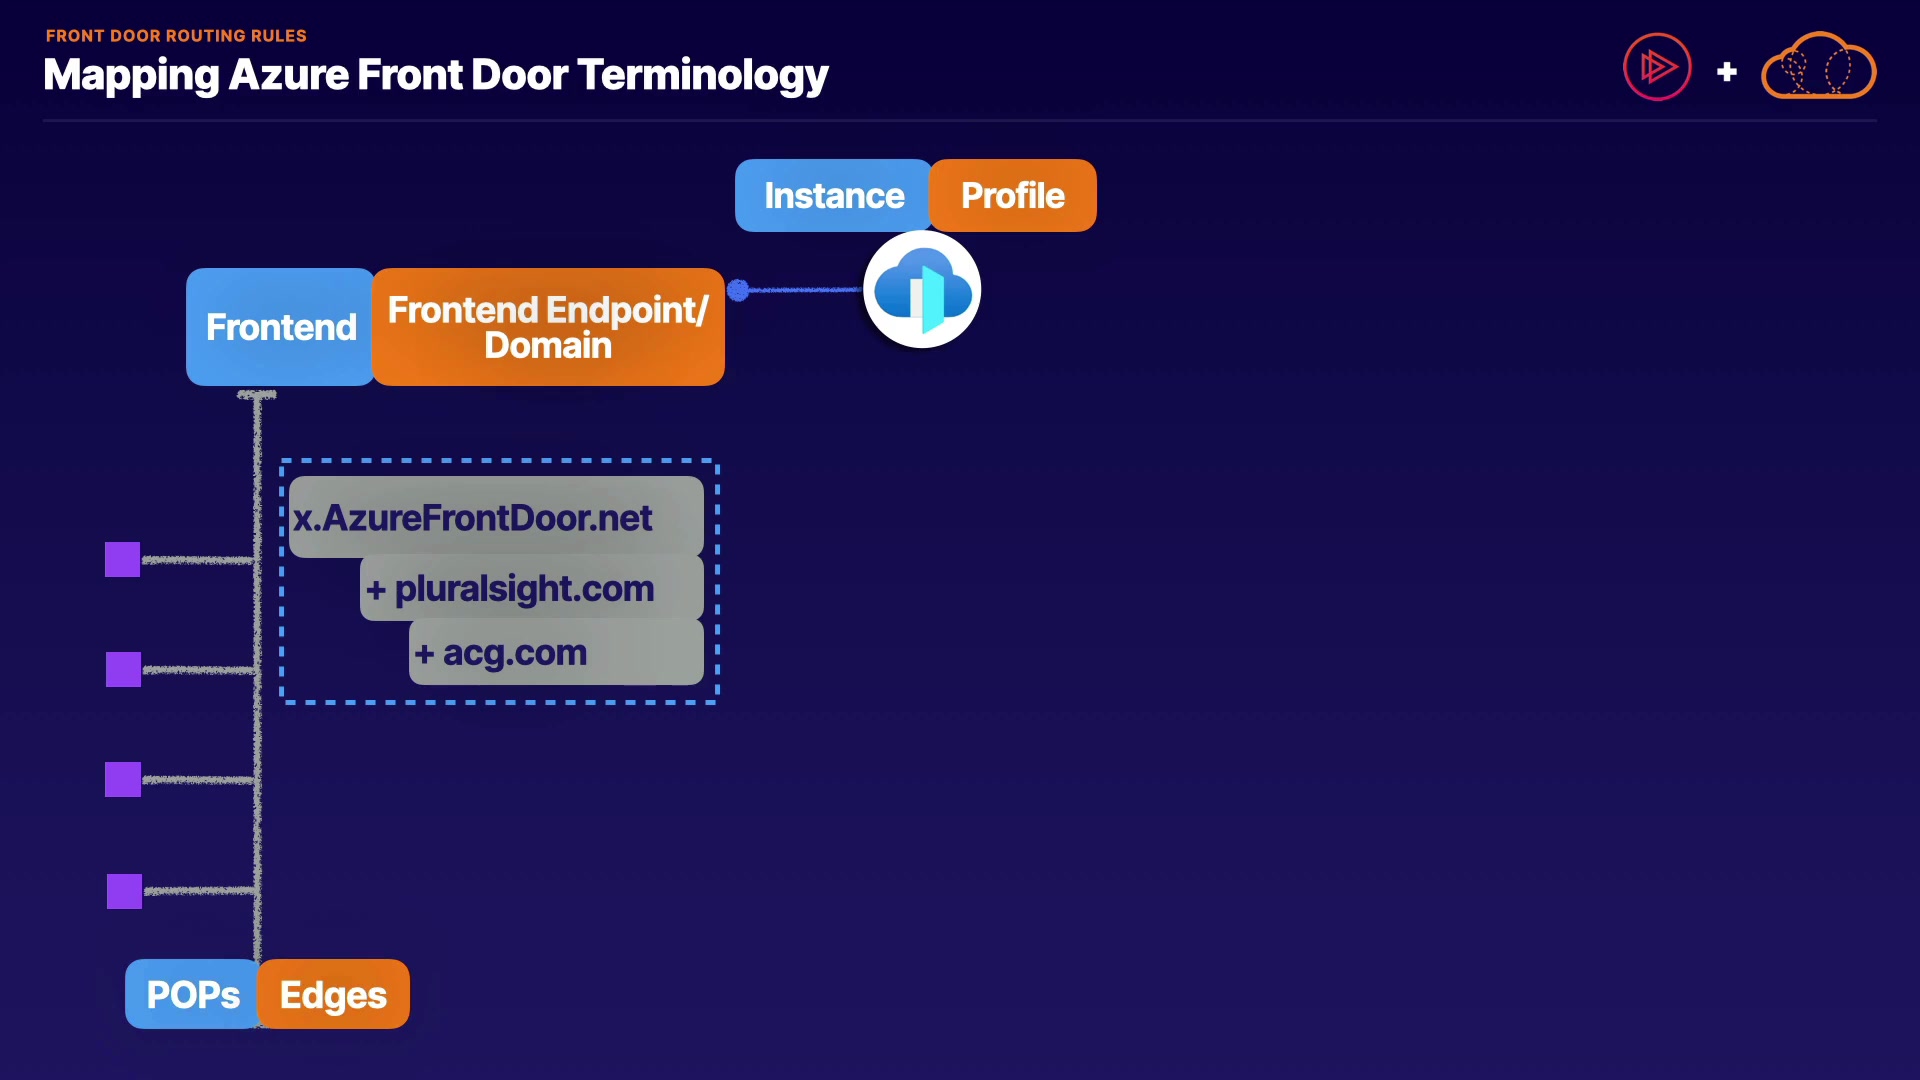 FRONT DOOR ROUTING RULES
Mapping Azure Front Door Terminology
+
Instance
Profile
Frontend
Frontend Endpoint/
Domain
x.AzureFrontDoor.net
+ pluralsight.com
+ acg.com
POPs
Edges